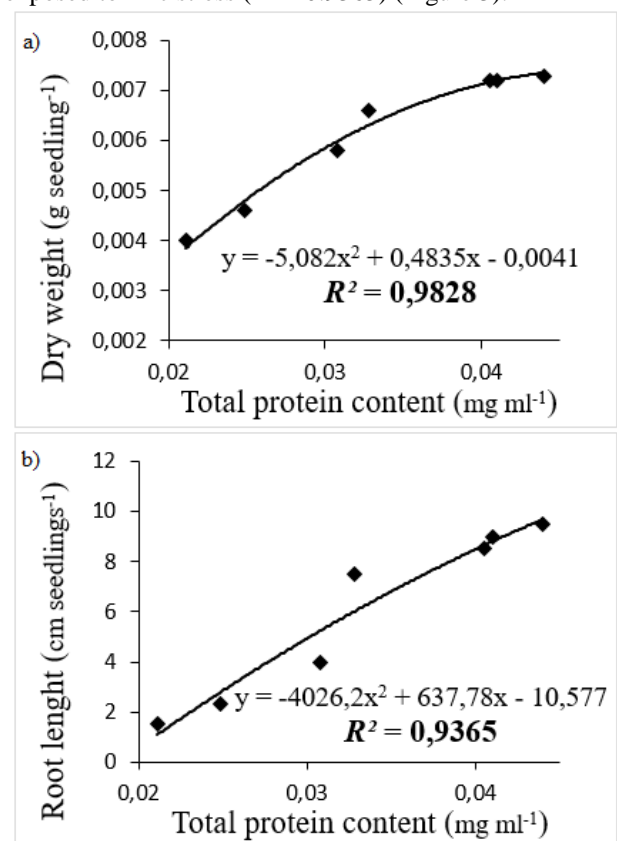 a)
0,008
0,007
0,006
0,005
0,004
0,003
0,002
Dry weight (g seedling⁻¹)
y = -5,082x² + 0,4835x - 0,0041
R² = 0,9828
0,02 0,03 0,04
Total protein content (mg ml⁻¹)
b)
12
10
8
6
4
2
0
Root lenght (cm seedlings⁻¹)
y = -4026,2x² + 637,78x - 10,577
R² = 0,9365
0,02 0,03 0,04
Total protein content (mg ml⁻¹)